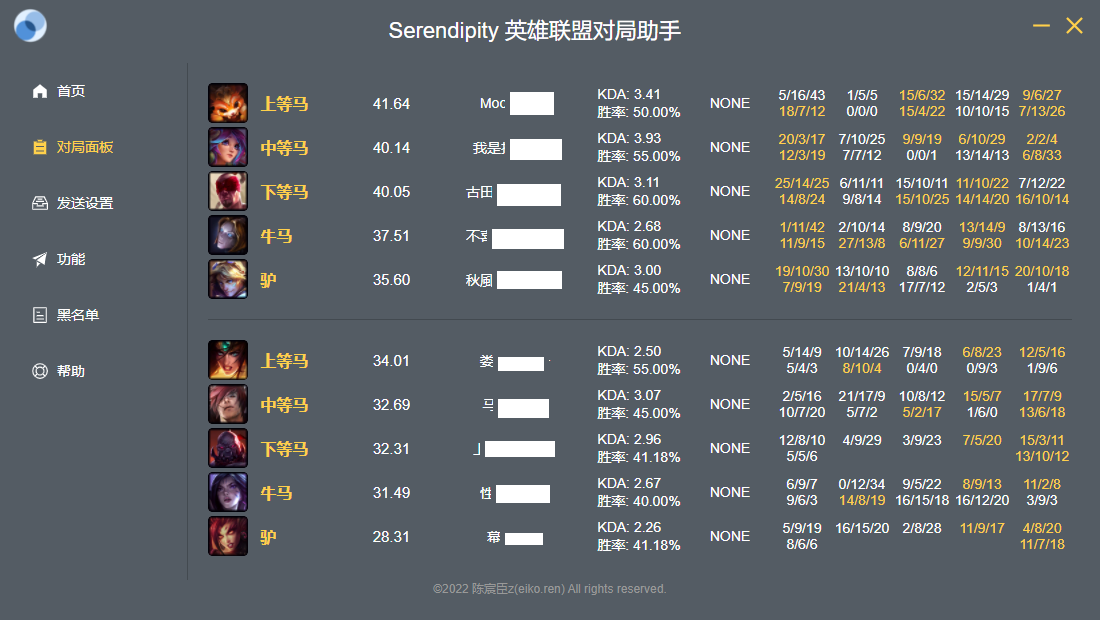 Serendipity 英雄联盟对局助手
首页
对局面板
发送设置
功能
黑名单
帮助
上等马 41.64 Moc KDA: 3.41 NONE 5/16/43 1/5/5 15/6/32 15/14/29 9/6/27
胜率: 50.00% 18/7/12 0/0/0 15/4/22 10/10/15 7/13/26
中等马 40.14 我是 KDA: 3.93 NONE 20/3/17 7/10/25 9/9/19 6/10/29 2/2/4
胜率: 55.00% 12/3/19 7/7/12 0/0/1 13/14/13 6/8/33
下等马 40.05 古田 KDA: 3.11 NONE 25/14/25 6/11/11 15/10/11 11/10/22 7/12/22
胜率: 60.00% 14/8/24 9/8/14 15/10/25 14/14/20 16/10/14
牛马 37.51 不 KDA: 2.68 NONE 1/11/42 2/10/14 8/9/20 13/14/9 8/13/16
胜率: 60.00% 11/9/15 27/13/8 6/11/27 9/9/30 10/14/23
驴 35.60 秋風 KDA: 3.00 NONE 19/10/30 13/10/10 8/8/6 12/11/15 20/10/18
胜率: 45.00% 7/9/19 21/4/13 17/7/12 2/5/3 1/4/1
上等马 34.01 娄 KDA: 2.50 NONE 5/14/9 10/14/26 7/9/18 6/8/23 12/5/16
胜率: 55.00% 5/4/3 8/10/4 0/4/0 0/9/3 1/9/6
中等马 32.69 马 KDA: 3.07 NONE 2/5/16 21/17/9 10/8/12 15/5/7 17/7/9
胜率: 45.00% 10/7/20 5/7/2 5/2/17 1/6/0 13/6/18
下等马 32.31 KDA: 2.96 NONE 12/8/10 4/9/29 3/9/23 7/5/20 15/3/11
胜率: 41.18% 5/5/6 13/10/12
牛马 31.49 性 KDA: 2.67 NONE 6/9/7 0/12/34 9/5/22 8/9/13 11/2/8
胜率: 40.00% 9/6/3 14/8/19 16/15/18 16/12/20 3/9/3
驴 28.31 幕 KDA: 2.26 NONE 5/9/19 16/15/20 2/8/28 11/9/17 4/8/20
胜率: 41.18% 8/6/6 11/7/18
©2022 陈宸臣z(eiko.ren) All rights reserved.